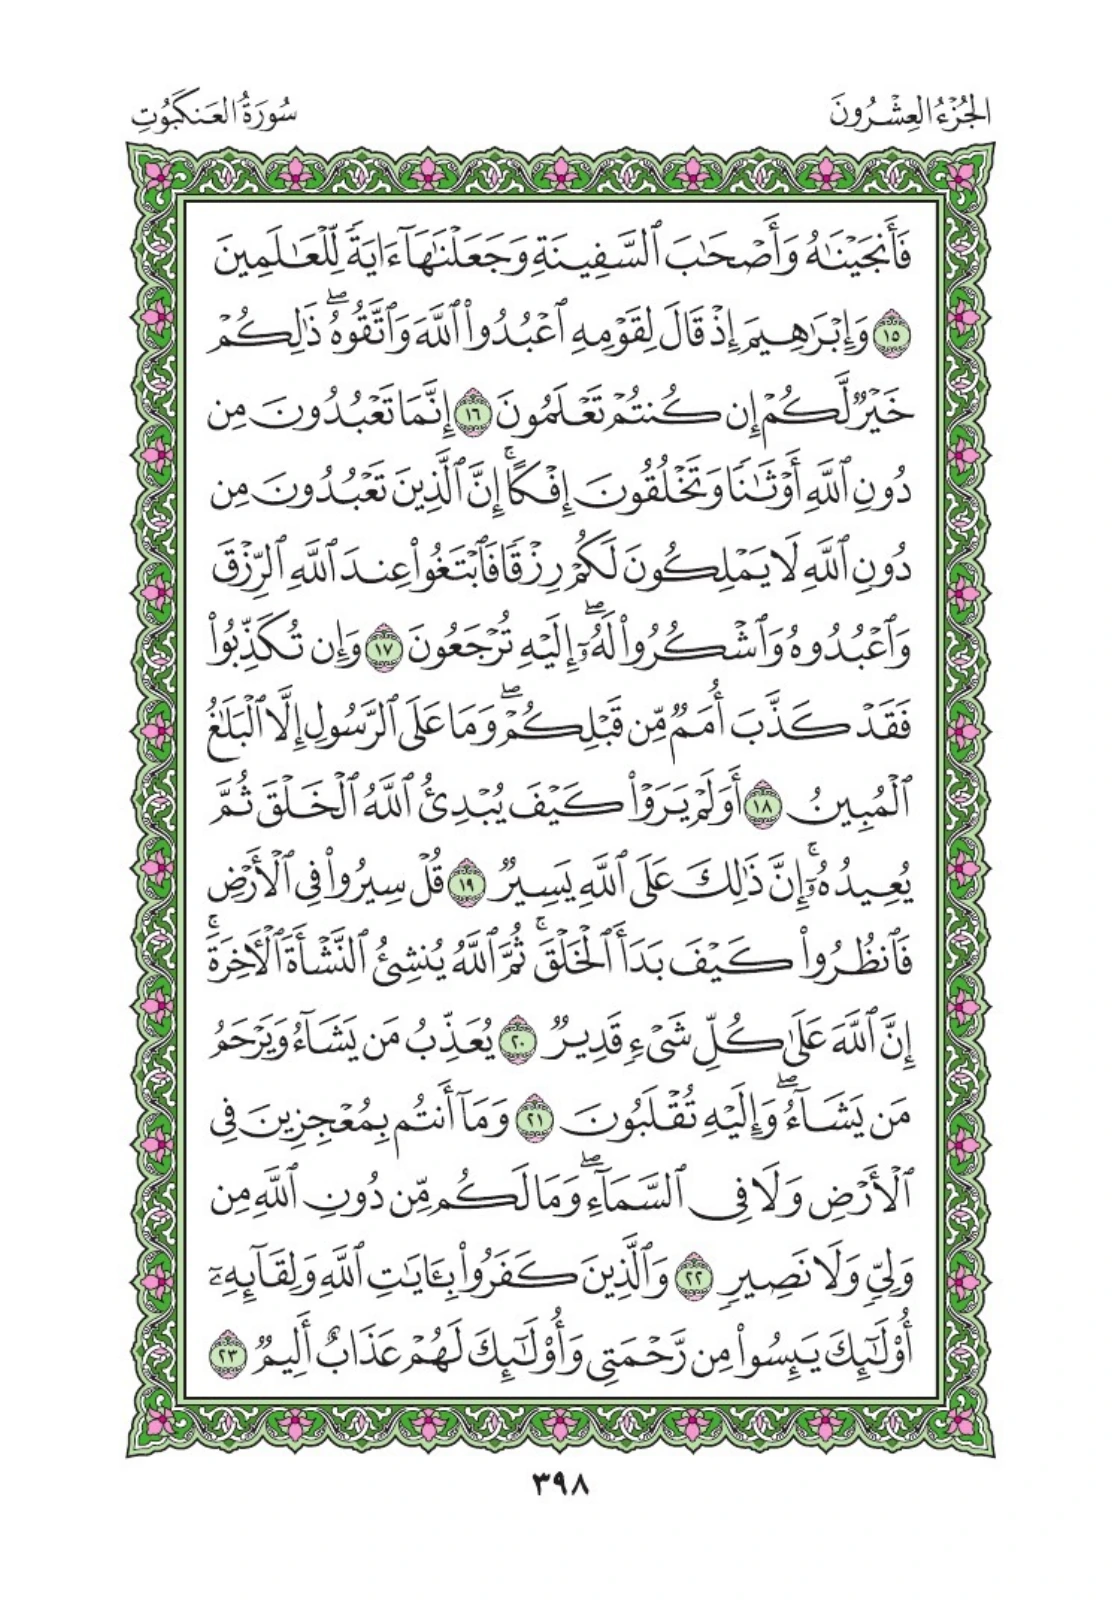 الجُزْءُ العِشْرُونَ
سُورَةُ العَنكَبُوتِ
فَأَنجَيْنَٰهُ وَأَصْحَٰبَ ٱلسَّفِينَةِ وَجَعَلْنَٰهَآ ءَايَةً لِّلْعَٰلَمِينَ
١٥ وَإِبْرَٰهِيمَ إِذْ قَالَ لِقَوْمِهِ ٱعْبُدُوا۟ ٱللَّهَ وَٱتَّقُوهُ ۖ ذَٰلِكُمْ
خَيْرٌ لَّكُمْ إِن كُنتُمْ تَعْلَمُونَ ١٦ إِنَّمَا تَعْبُدُونَ مِن
دُونِ ٱللَّهِ أَوْثَٰنًا وَتَخْلُقُونَ إِفْكًا ۚ إِنَّ ٱلَّذِينَ تَعْبُدُونَ مِن
دُونِ ٱللَّهِ لَا يَمْلِكُونَ لَكُمْ رِزْقًا فَٱبْتَغُوا۟ عِندَ ٱللَّهِ ٱلرِّزْقَ
وَٱعْبُدُوهُ وَٱشْكُرُوا۟ لَهُۥٓ ۖ إِلَيْهِ تُرْجَعُونَ ١٧ وَإِن تُكَذِّبُوا۟
فَقَدْ كَذَّبَ أُمَمٌ مِّن قَبْلِكُمْ ۖ وَمَا عَلَى ٱلرَّسُولِ إِلَّا ٱلْبَلَٰغُ
ٱلْمُبِينُ ١٨ أَوَلَمْ يَرَوْا۟ كَيْفَ يُبْدِئُ ٱللَّهُ ٱلْخَلْقَ ثُمَّ
يُعِيدُهُۥٓ ۚ إِنَّ ذَٰلِكَ عَلَى ٱللَّهِ يَسِيرٌ ١٩ قُلْ سِيرُوا۟ فِى ٱلْأَرْضِ
فَٱنظُرُوا۟ كَيْفَ بَدَأَ ٱلْخَلْقَ ۚ ثُمَّ ٱللَّهُ يُنشِئُ ٱلنَّشْأَةَ ٱلْءَاخِرَةَ ۚ
إِنَّ ٱللَّهَ عَلَىٰ كُلِّ شَىْءٍ قَدِيرٌ ٢٠ يُعَذِّبُ مَن يَشَآءُ وَيَرْحَمُ
مَن يَشَآءُ ۖ وَإِلَيْهِ تُقْلَبُونَ ٢١ وَمَآ أَنتُم بِمُعْجِزِينَ فِى
ٱلْأَرْضِ وَلَا فِى ٱلسَّمَآءِ ۖ وَمَا لَكُم مِّن دُونِ ٱللَّهِ مِن
وَلِىٍّ وَلَا نَصِيرٍ ٢٢ وَٱلَّذِينَ كَفَرُوا۟ بِـَٔايَٰتِ ٱللَّهِ وَلِقَآئِهِۦٓ
أُو۟لَٰٓئِكَ يَئِسُوا۟ مِن رَّحْمَتِى وَأُو۟لَٰٓئِكَ لَهُمْ عَذَابٌ أَلِيمٌ ٢٣
٣٩٨